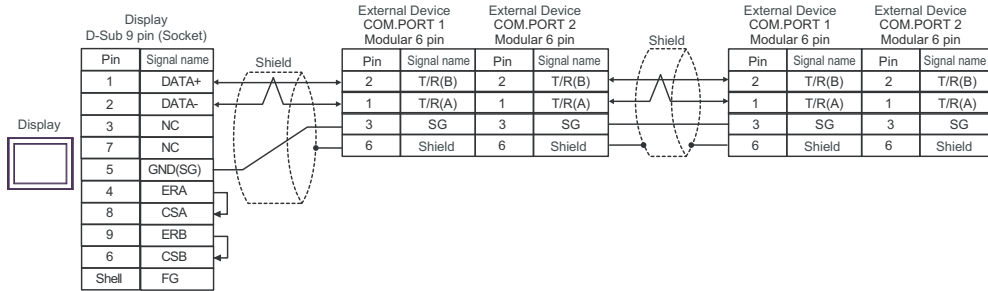 Display
D-Sub 9 pin (Socket)
Pin Signal name
1 DATA+
2 DATA-
3 NC
7 NC
5 GND(SG)
4 ERA
8 CSA
9 ERB
6 CSB
Shell FG
Display
Shield
External Device
COM.PORT 1
Modular 6 pin
Pin Signal name
2 T/R(B)
1 T/R(A)
3 SG
6 Shield
External Device
COM.PORT 2
Modular 6 pin
Pin Signal name
2 T/R(B)
1 T/R(A)
3 SG
6 Shield
Shield
External Device
COM.PORT 1
Modular 6 pin
Pin Signal name
2 T/R(B)
1 T/R(A)
3 SG
6 Shield
External Device
COM.PORT 2
Modular 6 pin
Pin Signal name
2 T/R(B)
1 T/R(A)
3 SG
6 Shield